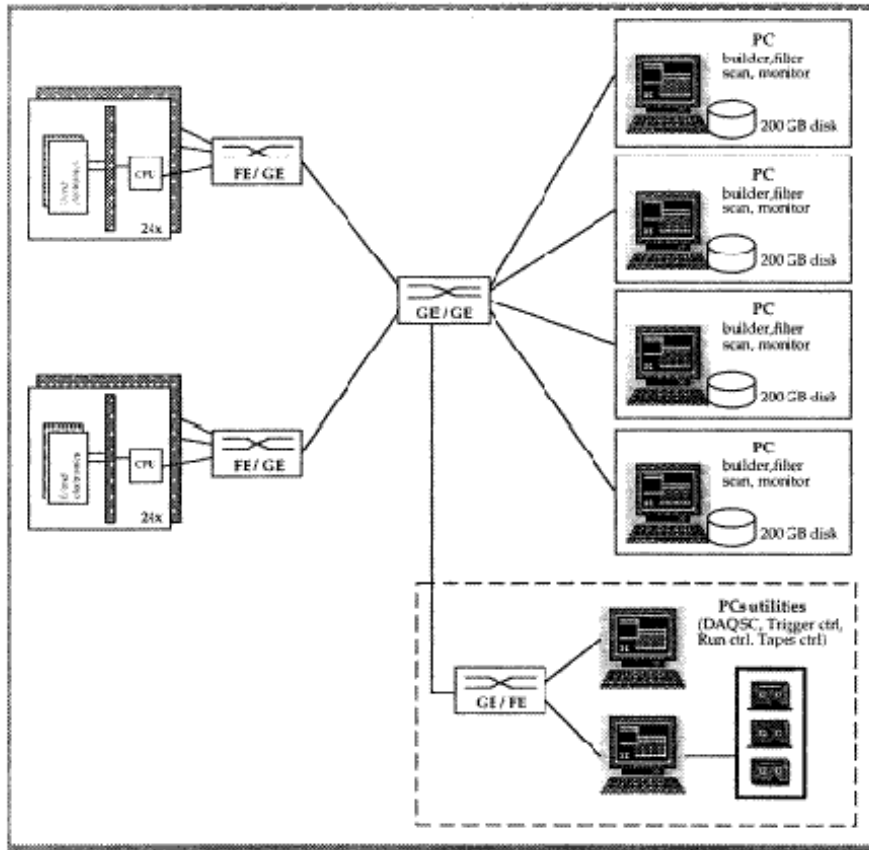 CPU
24x
FE/GE
CPU
electronics
24x
FE/GE
GE/GE
PC
builder,filter
scan, monitor
200 GB disk
PC
builder,filter
scan, monitor
200 GB disk
PC
builder,filter
scan, monitor
200 GB disk
PC
builder,filter
scan, monitor
200 GB disk
PCs utilities
(DAQSC, Trigger ctrl,
Run ctrl. Tapes ctrl)
GE/FE